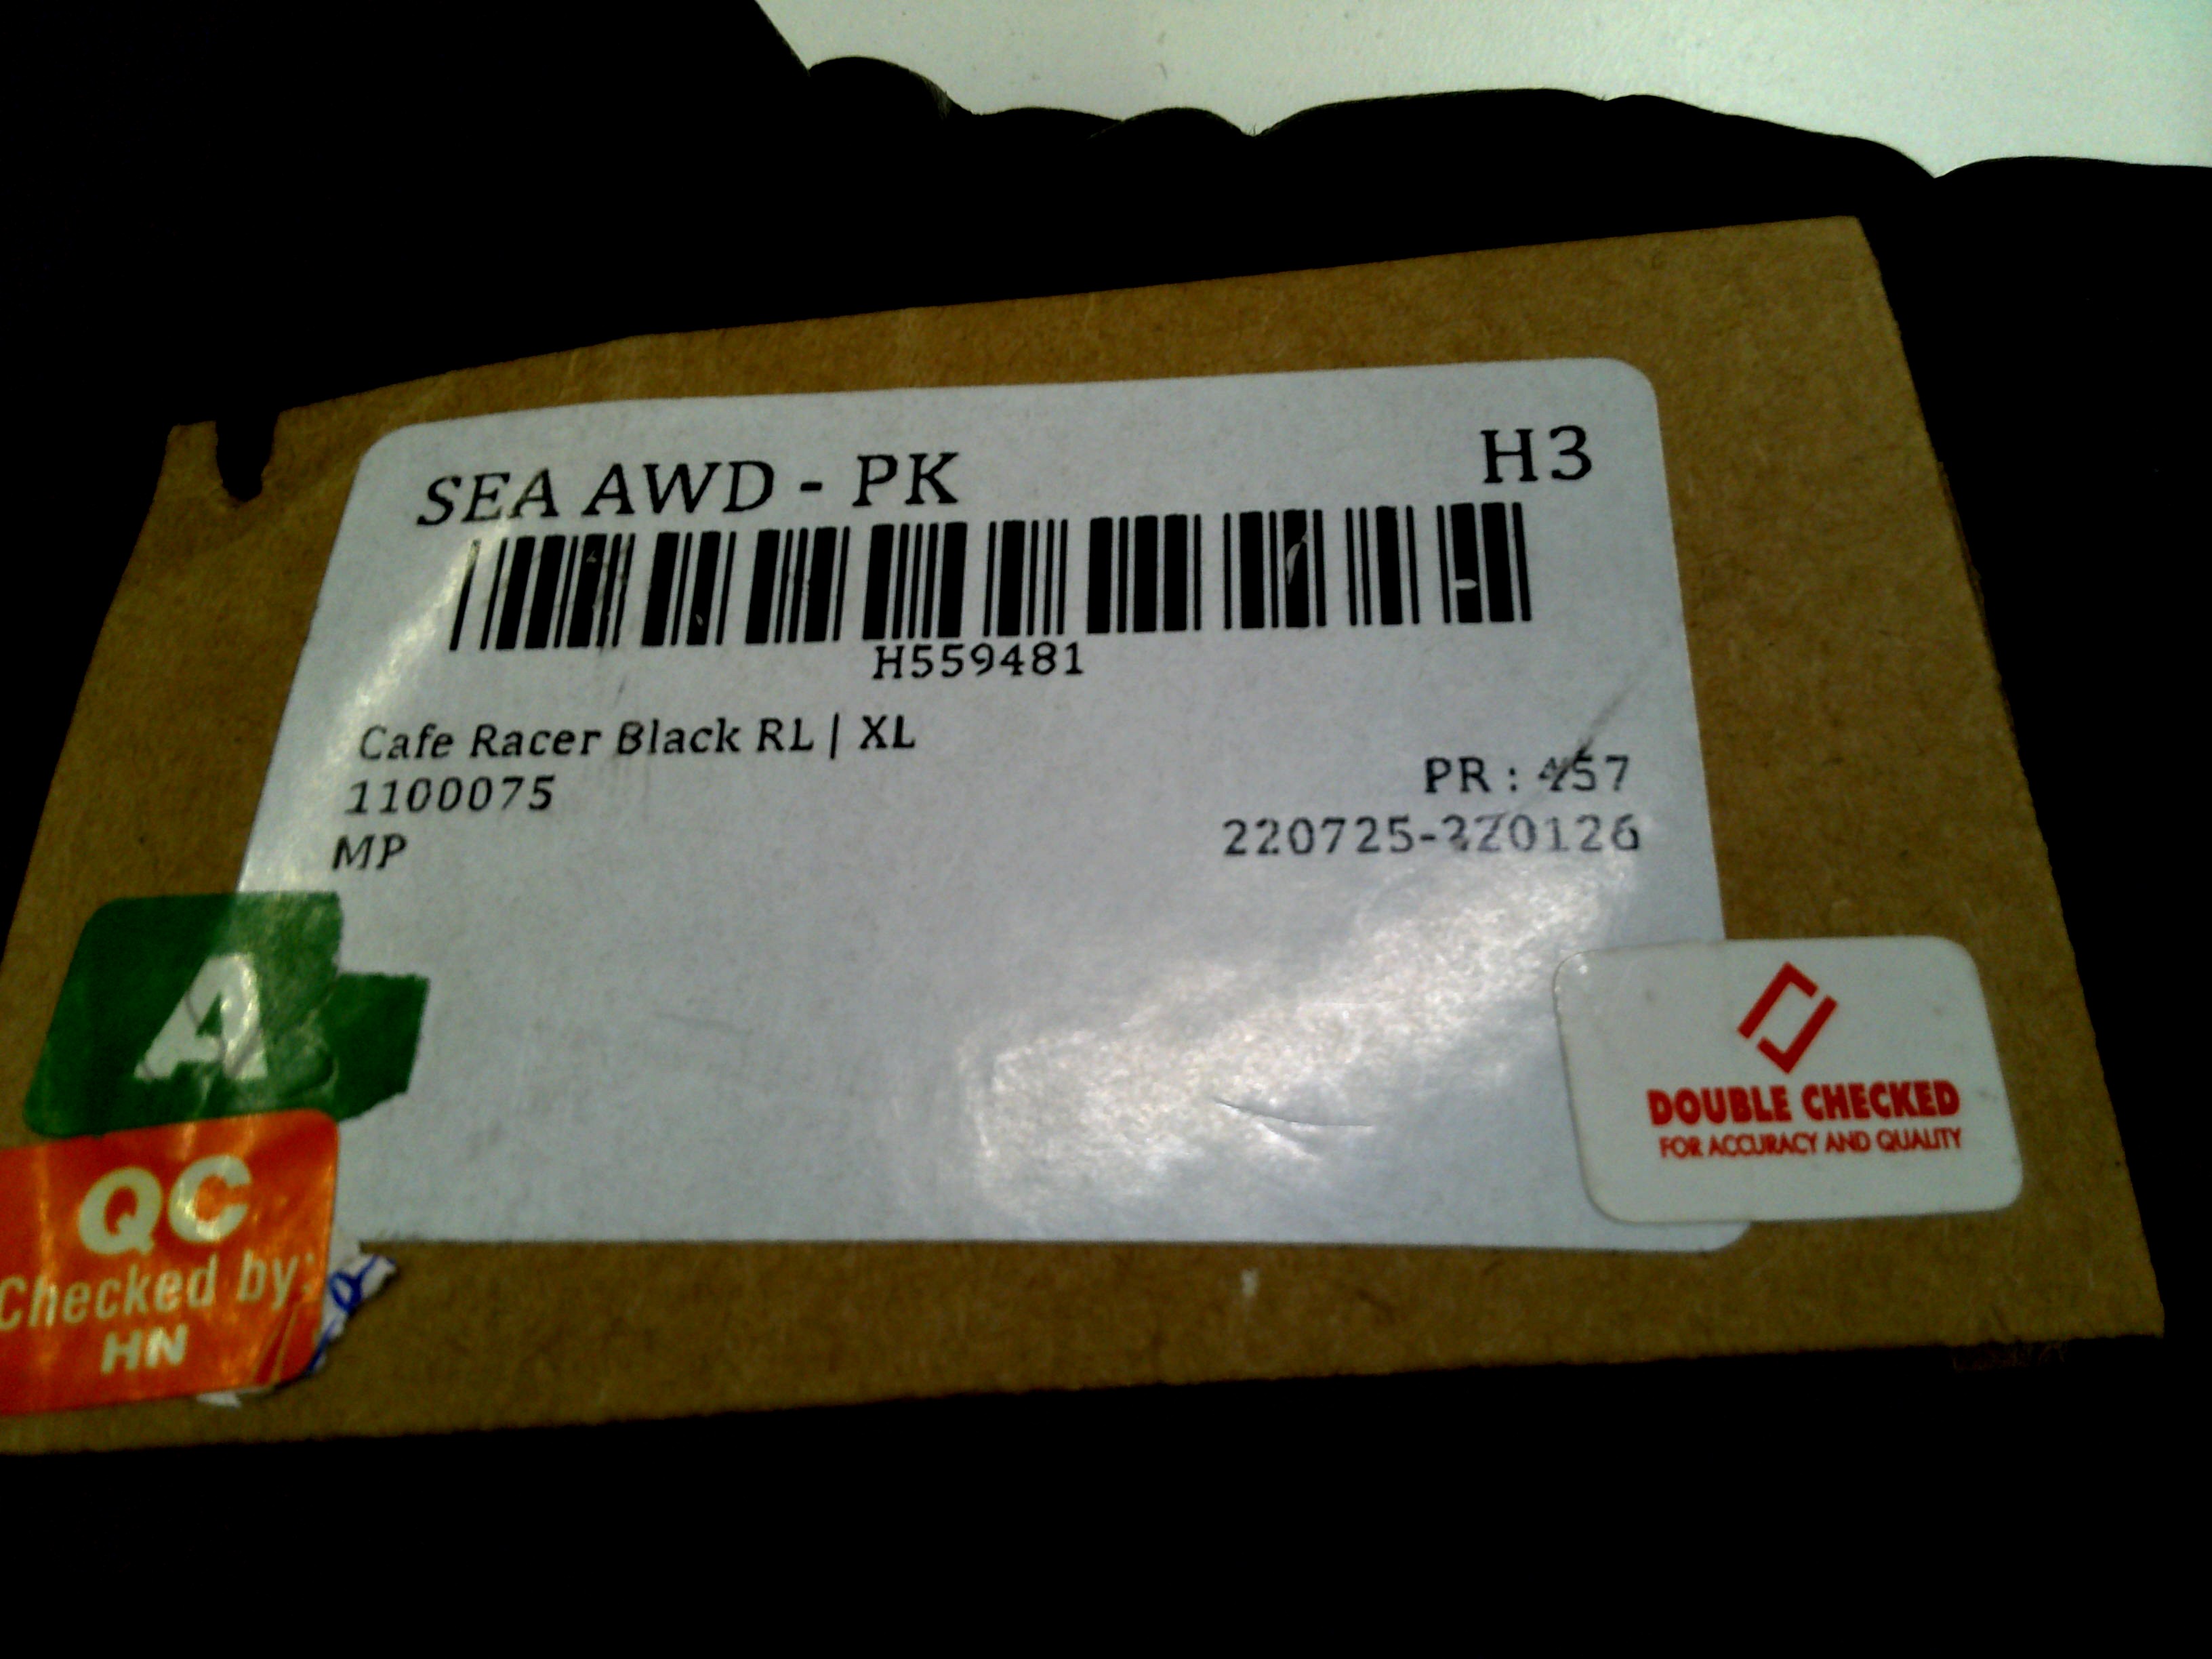 SEA AWD - PK
H3
H559481
Cafe Racer Black RL | XL
1100075
PR : 457
MP
220725-220126
A
QC
Checked by:
HN
DOUBLE CHECKED
FOR ACCURACY AND QUALITY